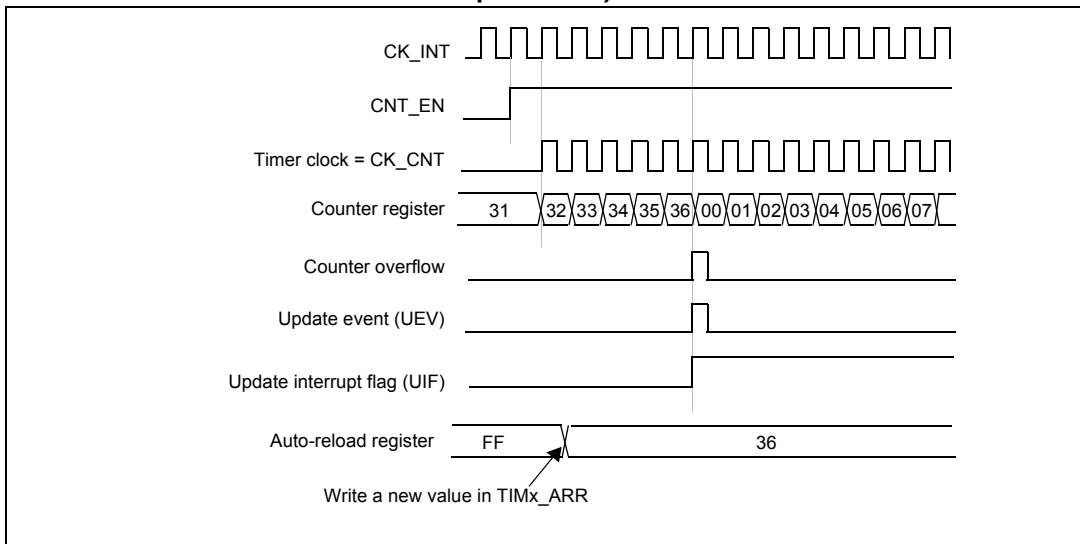 CK_INT
CNT_EN
Timer clock = CK_CNT
Counter register 31 32 33 34 35 36 00 01 02 03 04 05 06 07
Counter overflow
Update event (UEV)
Update interrupt flag (UIF)
Auto-reload register FF 36
Write a new value in TIMx_ARR